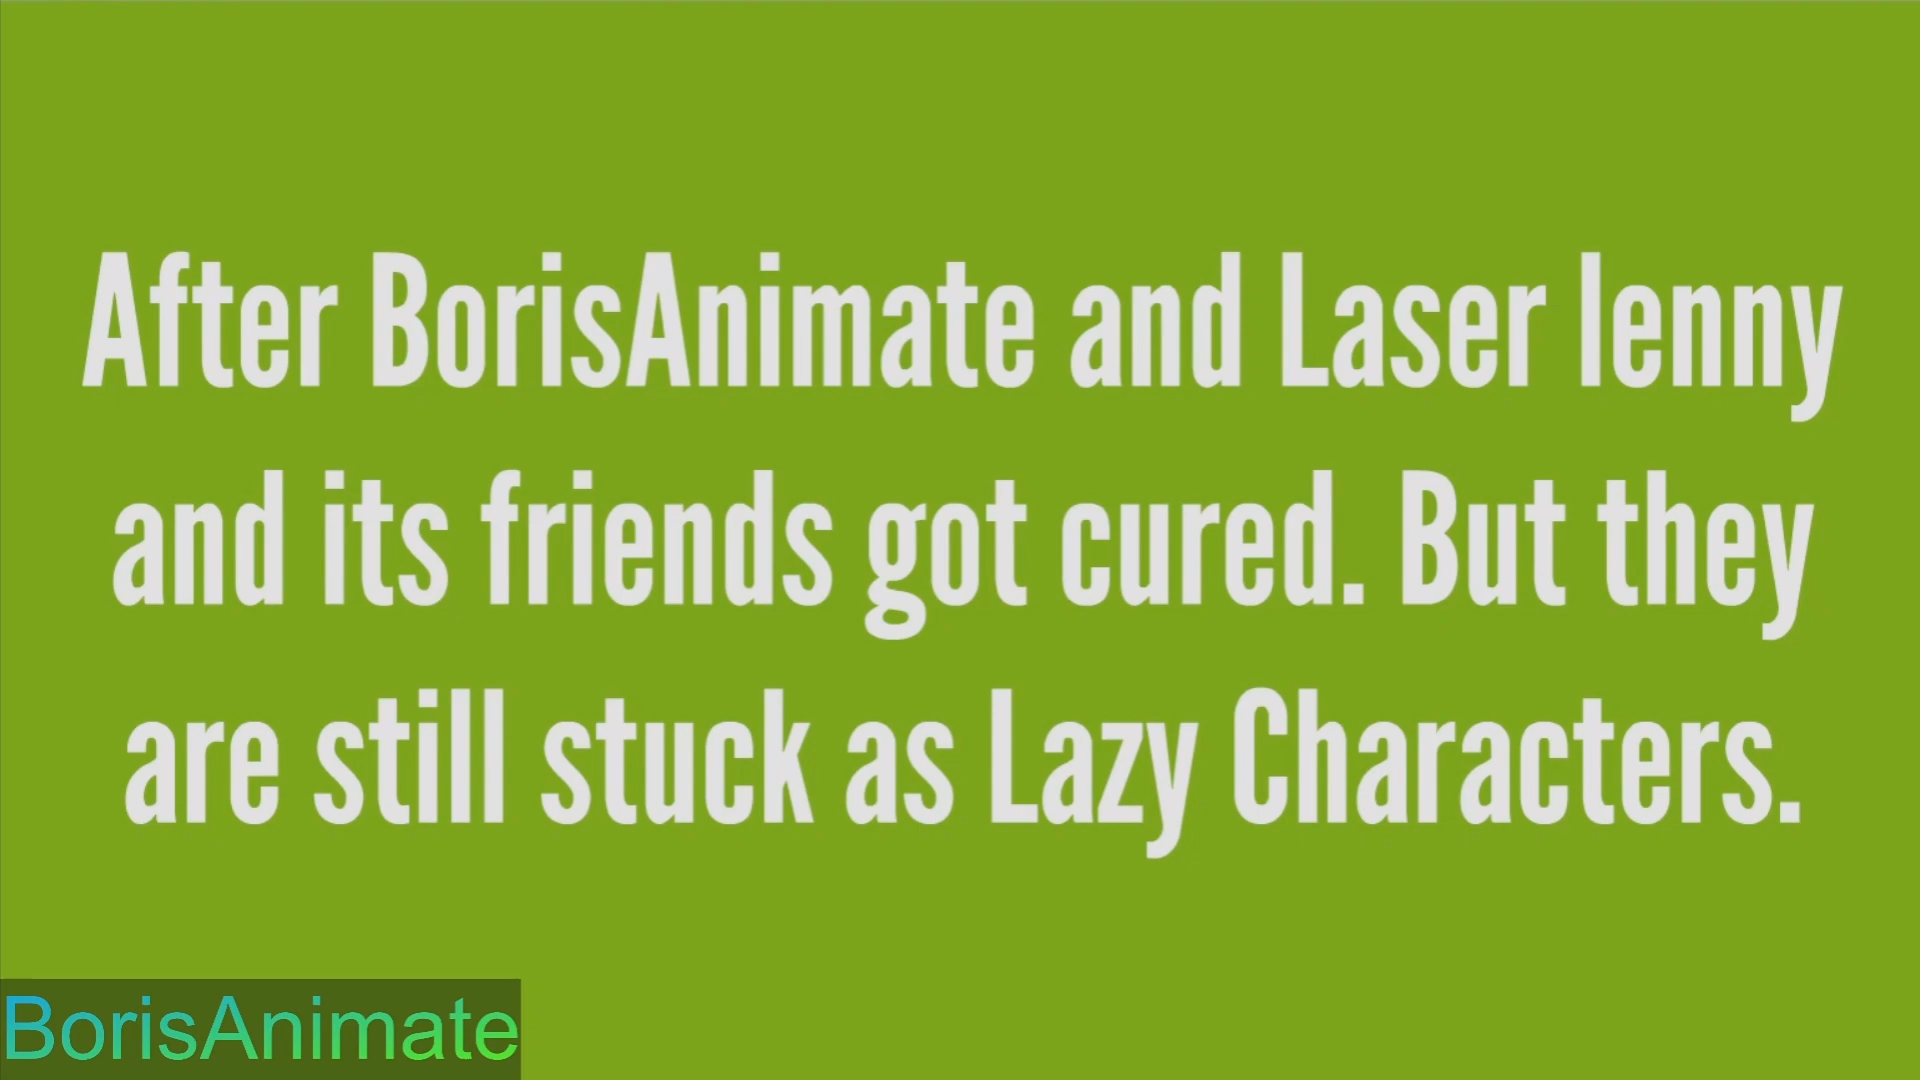 After BorisAnimate and Laser lenny
and its friends got cured. But they
are still stuck as Lazy Characters.
BorisAnimate